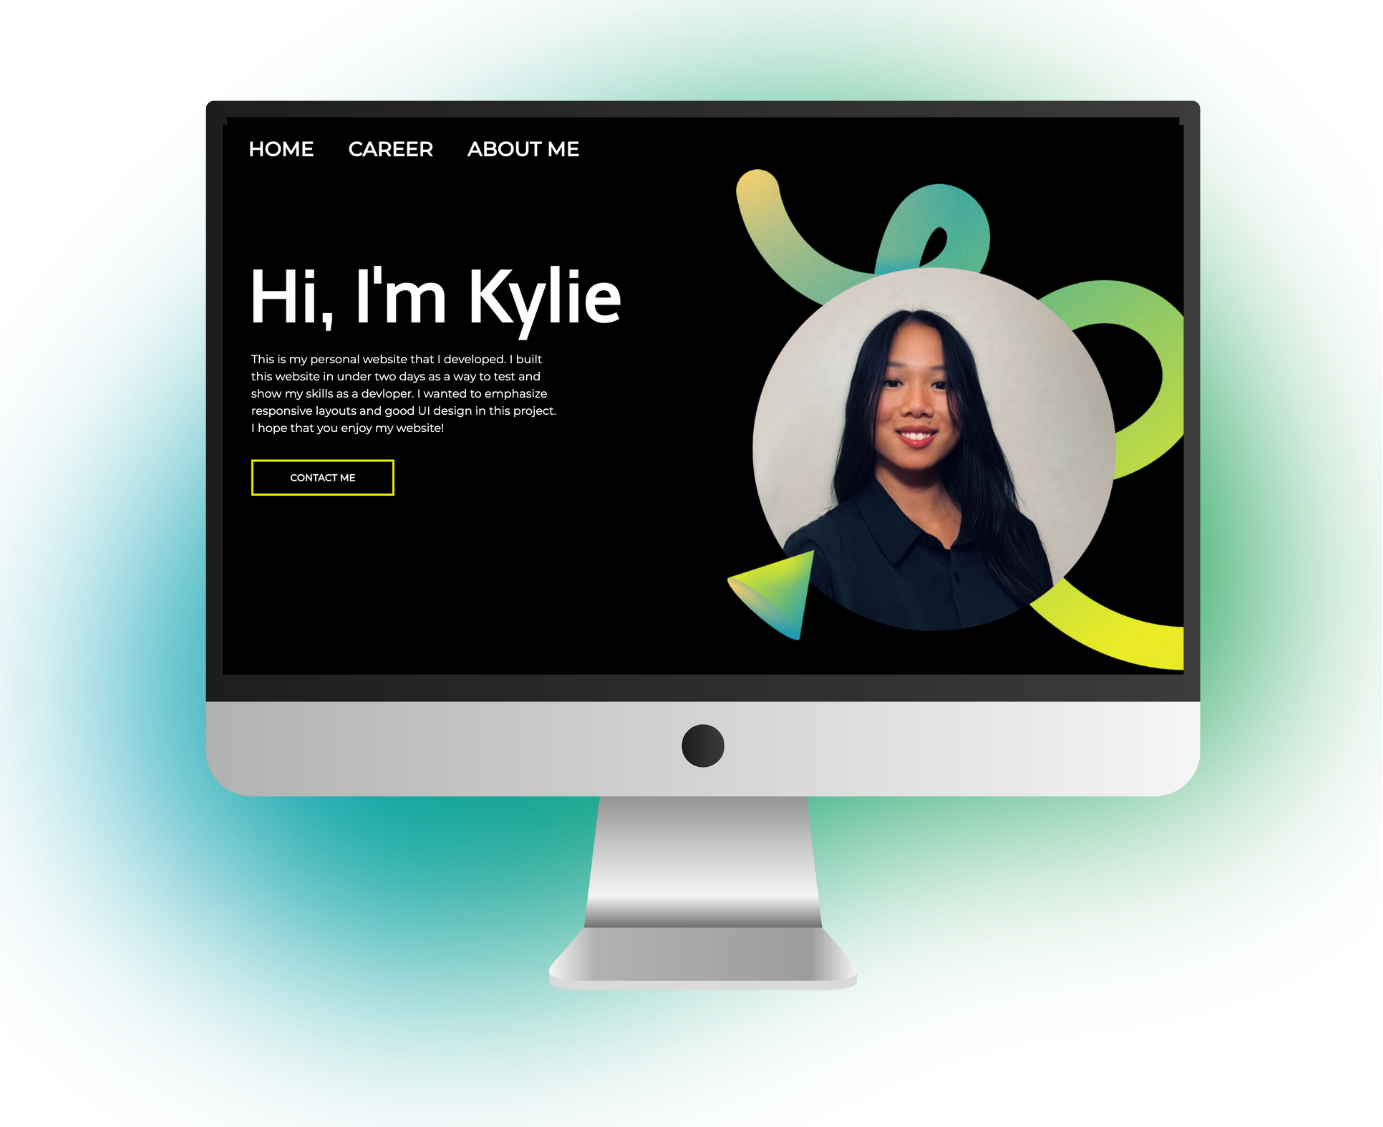 HOME CAREER ABOUT ME
Hi, I'm Kylie
This is my personal website that I developed. I built
this website in under two days as a way to test and
show my skills as a devloper. I wanted to emphasize
responsive layouts and good UI design in this project.
I hope that you enjoy my website!
CONTACT ME